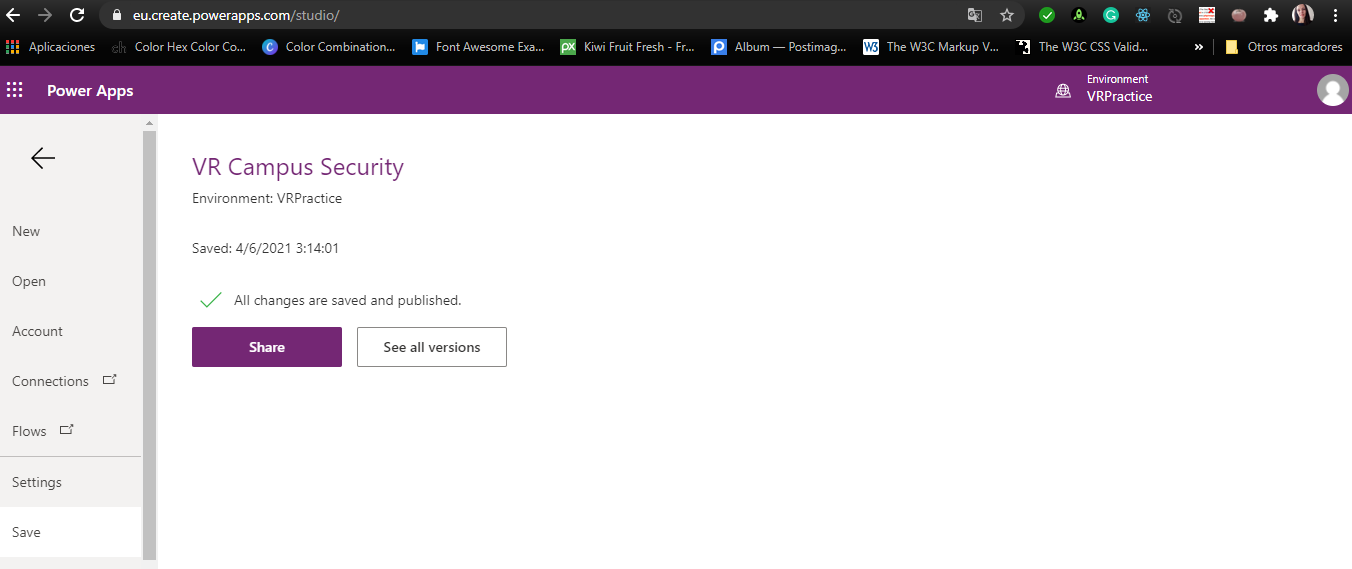 eu.create.powerapps.com/studio/
Aplicaciones
Color Hex Color Co...
Color Combination...
Font Awesome Exa...
Kiwi Fruit Fresh - Fr...
Album — Postimag...
The W3C Markup V...
The W3C CSS Valid...
»
Otros marcadores
Power Apps
Environment
VRPractice
New
Open
Account
Connections
Flows
Settings
Save
VR Campus Security
Environment: VRPractice
Saved: 4/6/2021 3:14:01
All changes are saved and published.
Share
See all versions